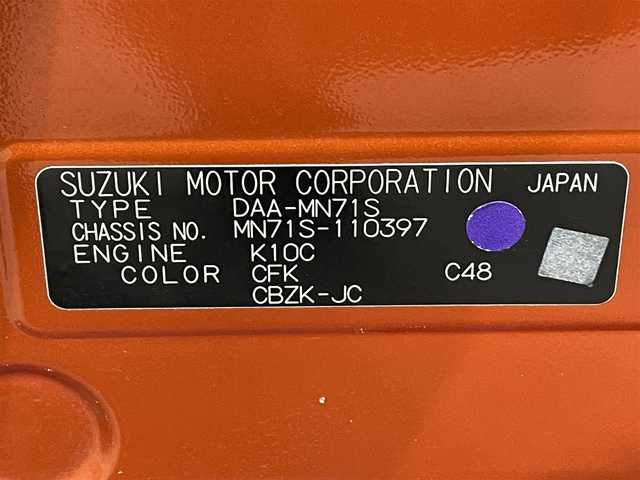 SUZUKI MOTOR CORPORATION JAPAN
TYPE DAA-MN71S
CHASSIS NO. MN71S-110397
ENGINE K10C
COLOR CFK C48
CBZK-JC